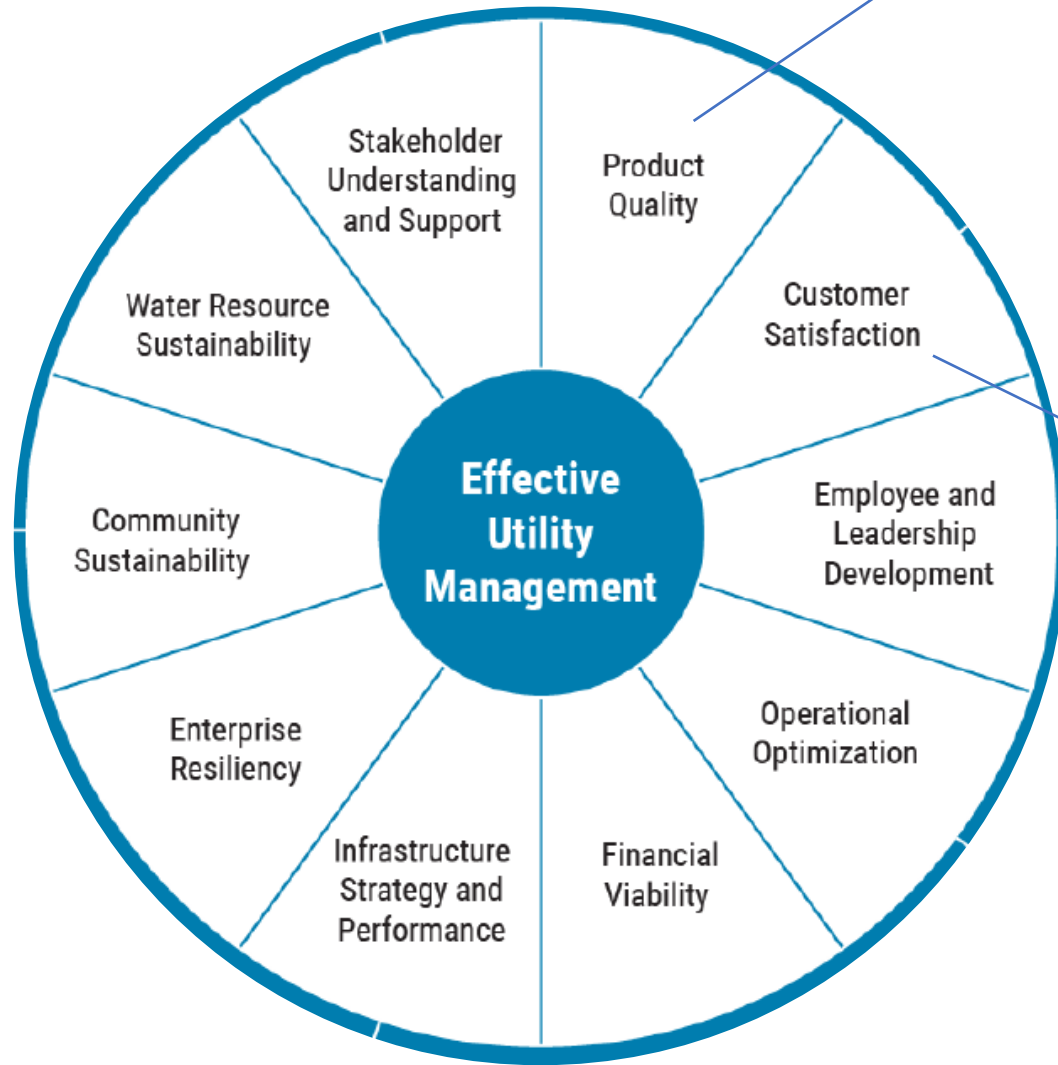 Stakeholder
Understanding
and Support
Product
Quality
Customer
Satisfaction
Employee and
Leadership
Development
Operational
Optimization
Financial
Viability
Infrastructure
Strategy and
Performance
Enterprise
Resiliency
Community
Sustainability
Water Resource
Sustainability
Effective
Utility
Management